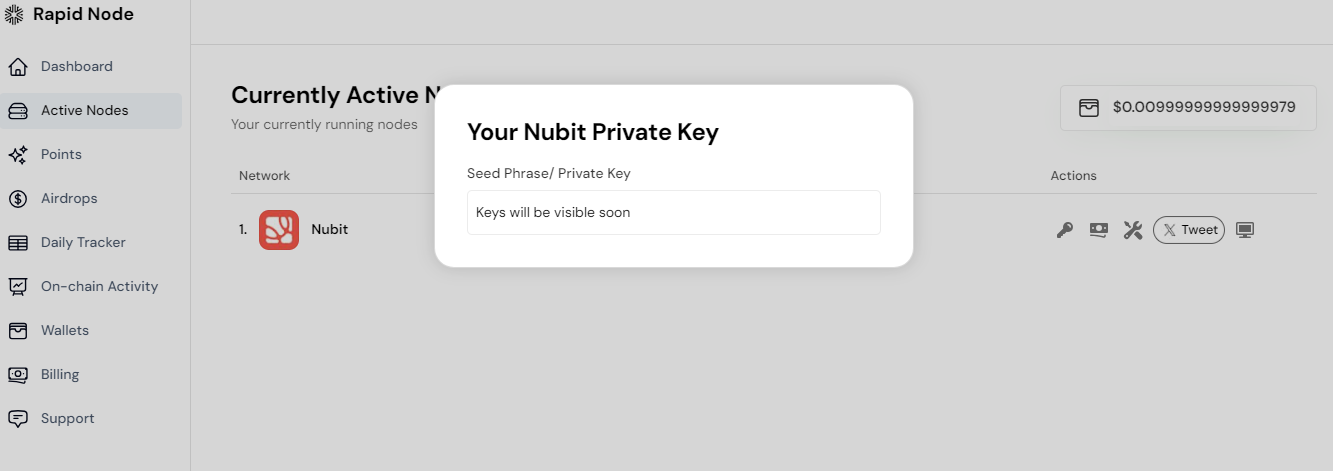 Rapid Node
Dashboard
Active Nodes
Points
Airdrops
Daily Tracker
On-chain Activity
Wallets
Billing
Support
Currently Active N
Your currently running nodes
$0.00999999999999979
Network
Actions
1. Nubit
Tweet
Your Nubit Private Key
Seed Phrase/ Private Key
Keys will be visible soon